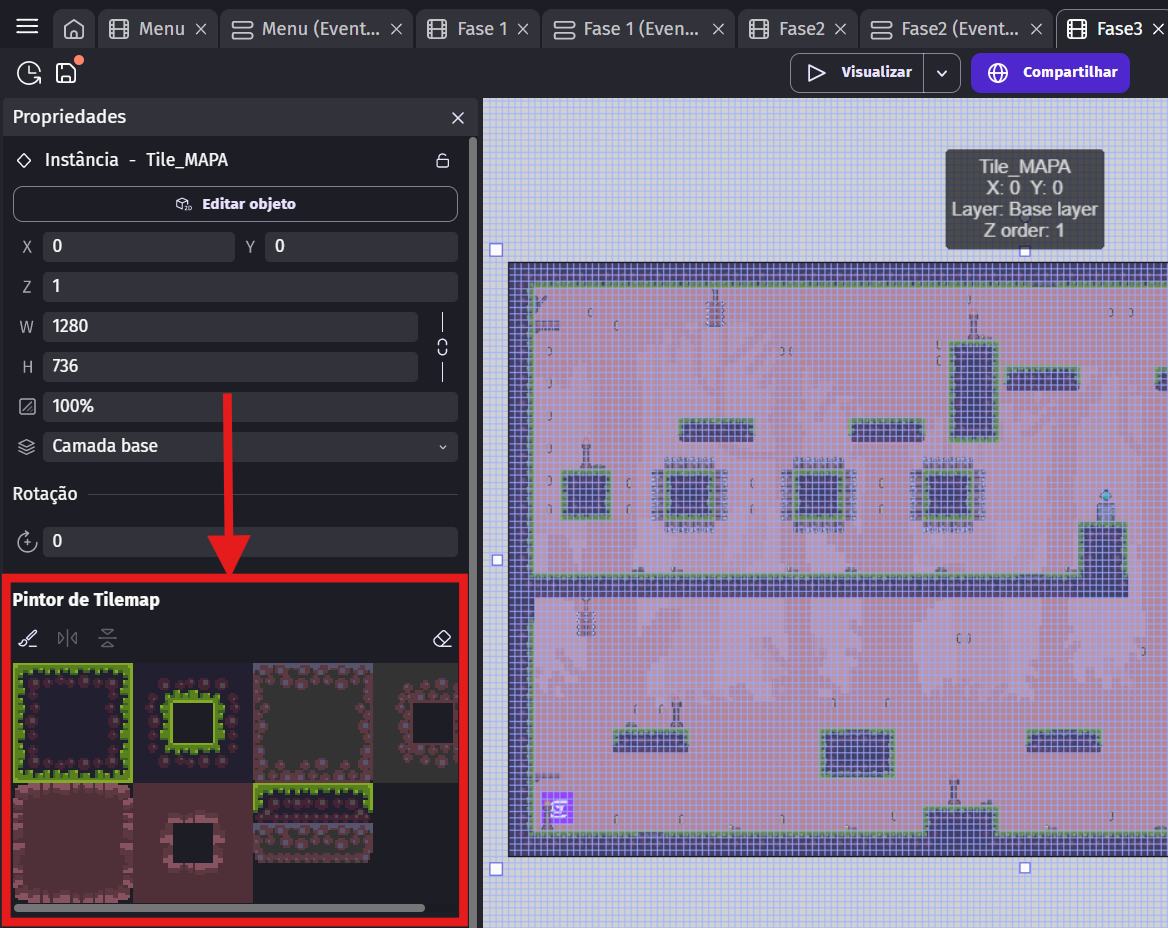 Menu
Menu (Event...
Fase 1
Fase 1 (Even...
Fase2
Fase2 (Event...
Fase3
Visualizar
Compartilhar
Propriedades
Instância - Tile_MAPA
Editar objeto
X 0 Y 0
Z 1
W 1280
H 736
100%
Camada base
Rotação
0
Pintor de Tilemap
Tile_MAPA
X: 0 Y: 0
Layer: Base layer
Z order: 1